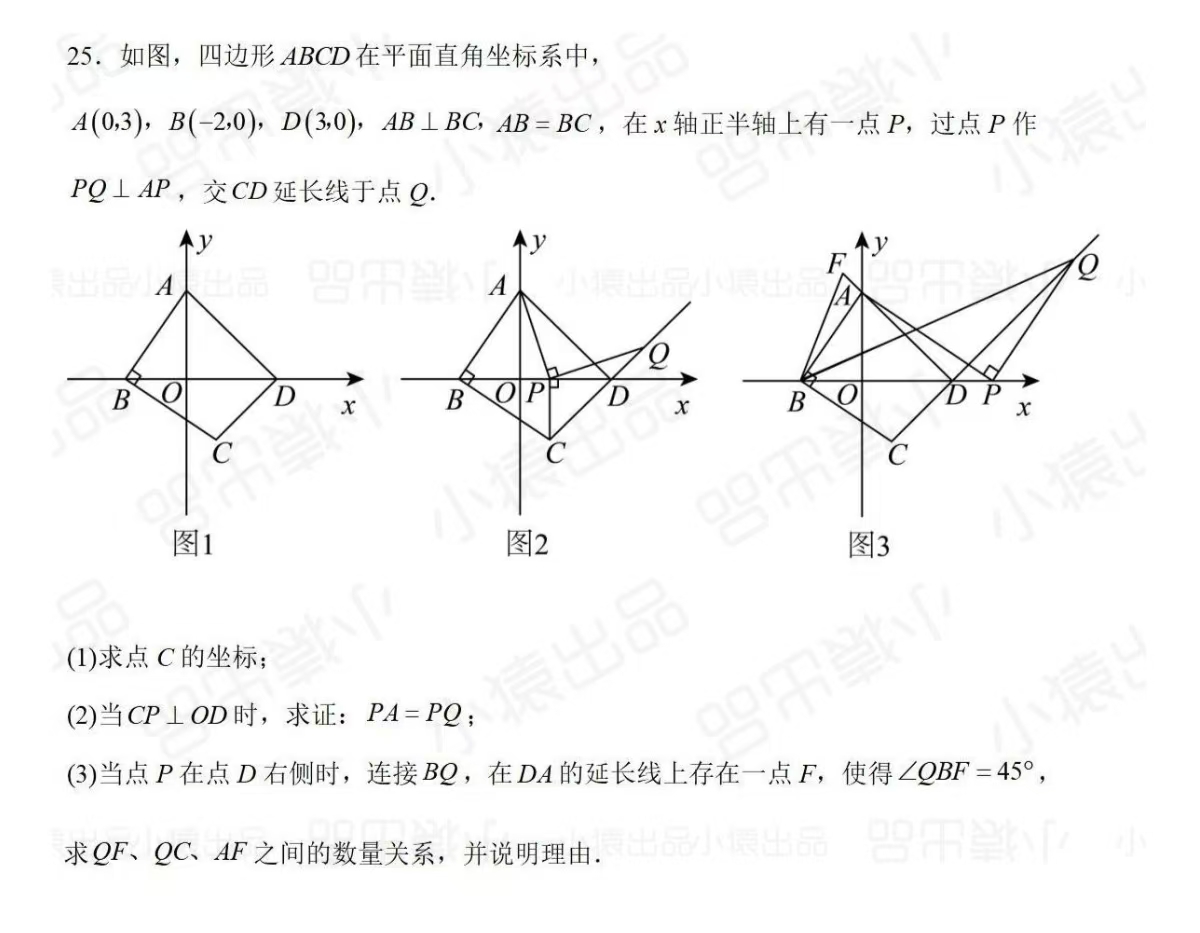 25．如图，四边形 ABCD 在平面直角坐标系中，
A(0,3)，B(−2,0)，D(3,0)，AB⊥BC，AB=BC，在 x 轴正半轴上有一点 P，过点 P 作
PQ⊥AP，交 CD 延长线于点 Q.
y A B O D x C
y A B O P D Q x C
y F A B O D P Q x C
图1 图2 图3
(1)求点 C 的坐标；
(2)当 CP⊥OD 时，求证：PA=PQ；
(3)当点 P 在点 D 右侧时，连接 BQ，在 DA 的延长线上存在一点 F，使得∠QBF=45°，
求 QF、QC、AF 之间的数量关系，并说明理由.
小猿出品